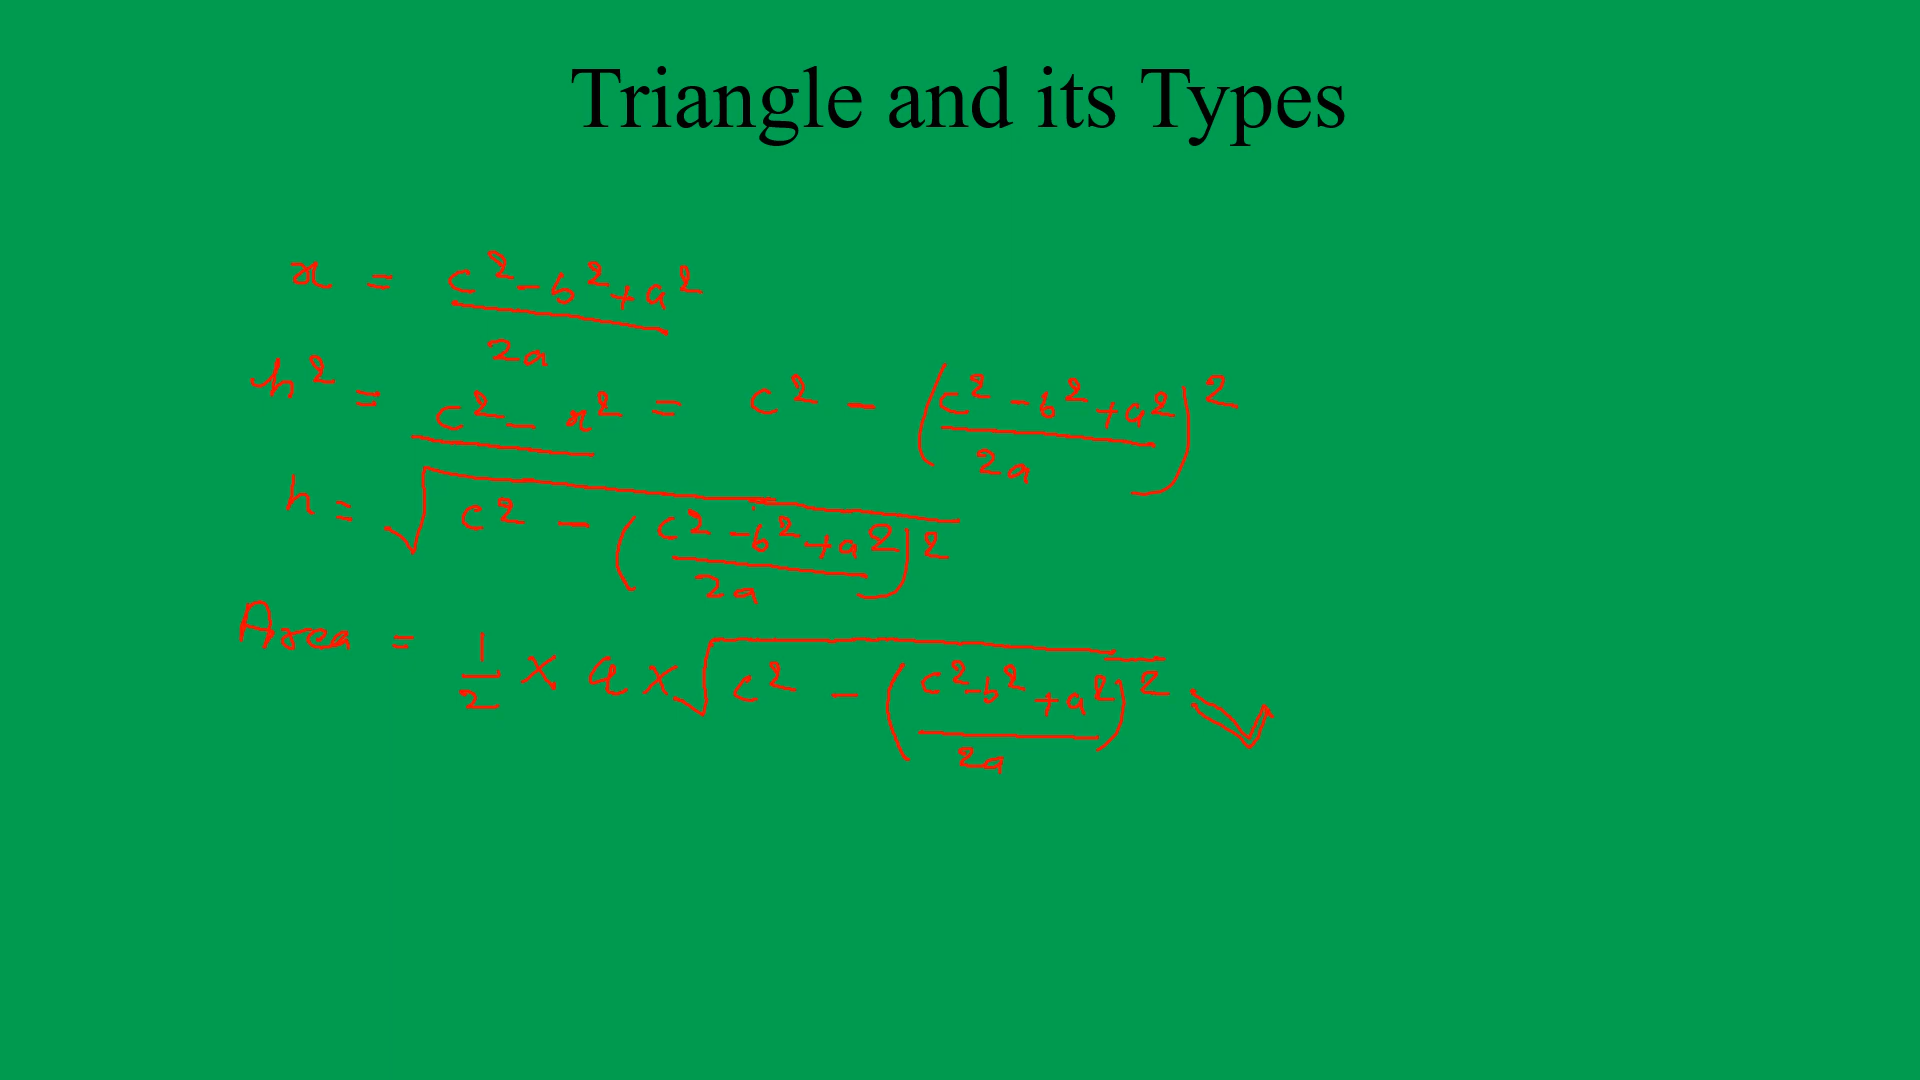 Triangle and its Types
x = (c² - b² + a²) / 2a
h² = c² - x² = c² - ((c² - b² + a²) / 2a)²
h = √(c² - ((c² - b² + a²) / 2a)²)
Area = 1/2 × a × √(c² - ((c² - b² + a²) / 2a)²)